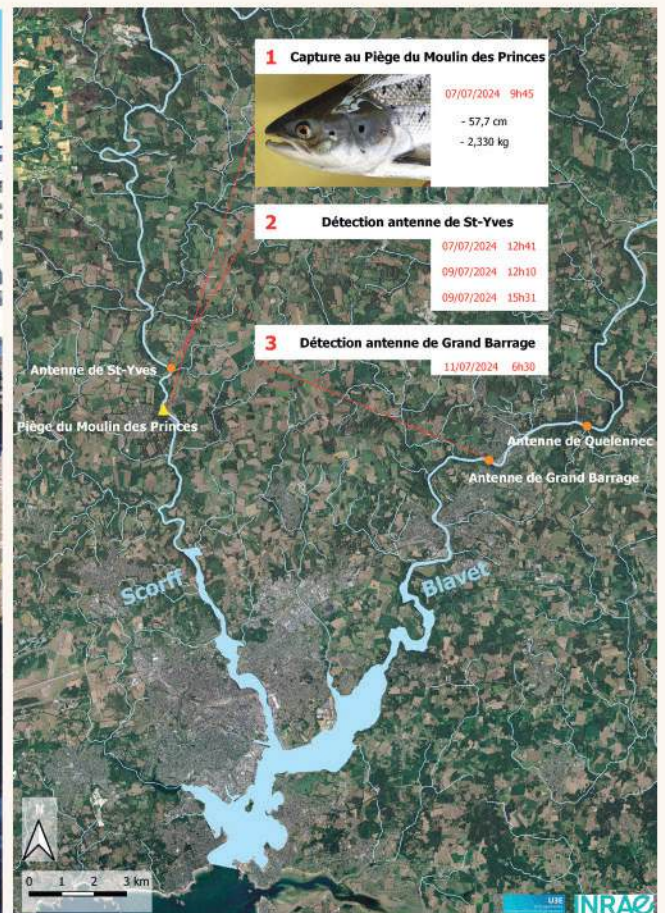 1 Capture au Piège du Moulin des Princes
07/07/2024 9h45
- 57,7 cm
- 2,330 kg
2 Détection antenne de St-Yves
07/07/2024 12h41
09/07/2024 12h10
09/07/2024 15h31
3 Détection antenne de Grand Barrage
11/07/2024 6h30
Antenne de St-Yves
Piège du Moulin des Princes
Antenne de Quelennec
Antenne de Grand Barrage
Scorff
Blavet
N
0 1 2 3 km
U3E
INRAE